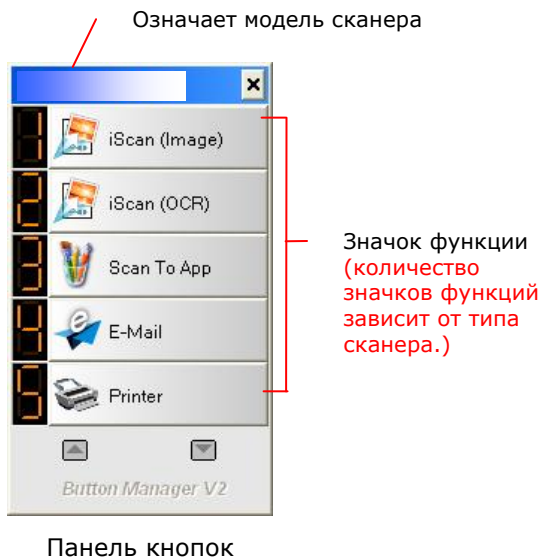 Означает модель сканера
1 iScan (Image)
2 iScan (OCR)
3 Scan To App
4 E-Mail
5 Printer
Button Manager V2
Значок функции
(количество
значков функций
зависит от типа
сканера.)
Панель кнопок